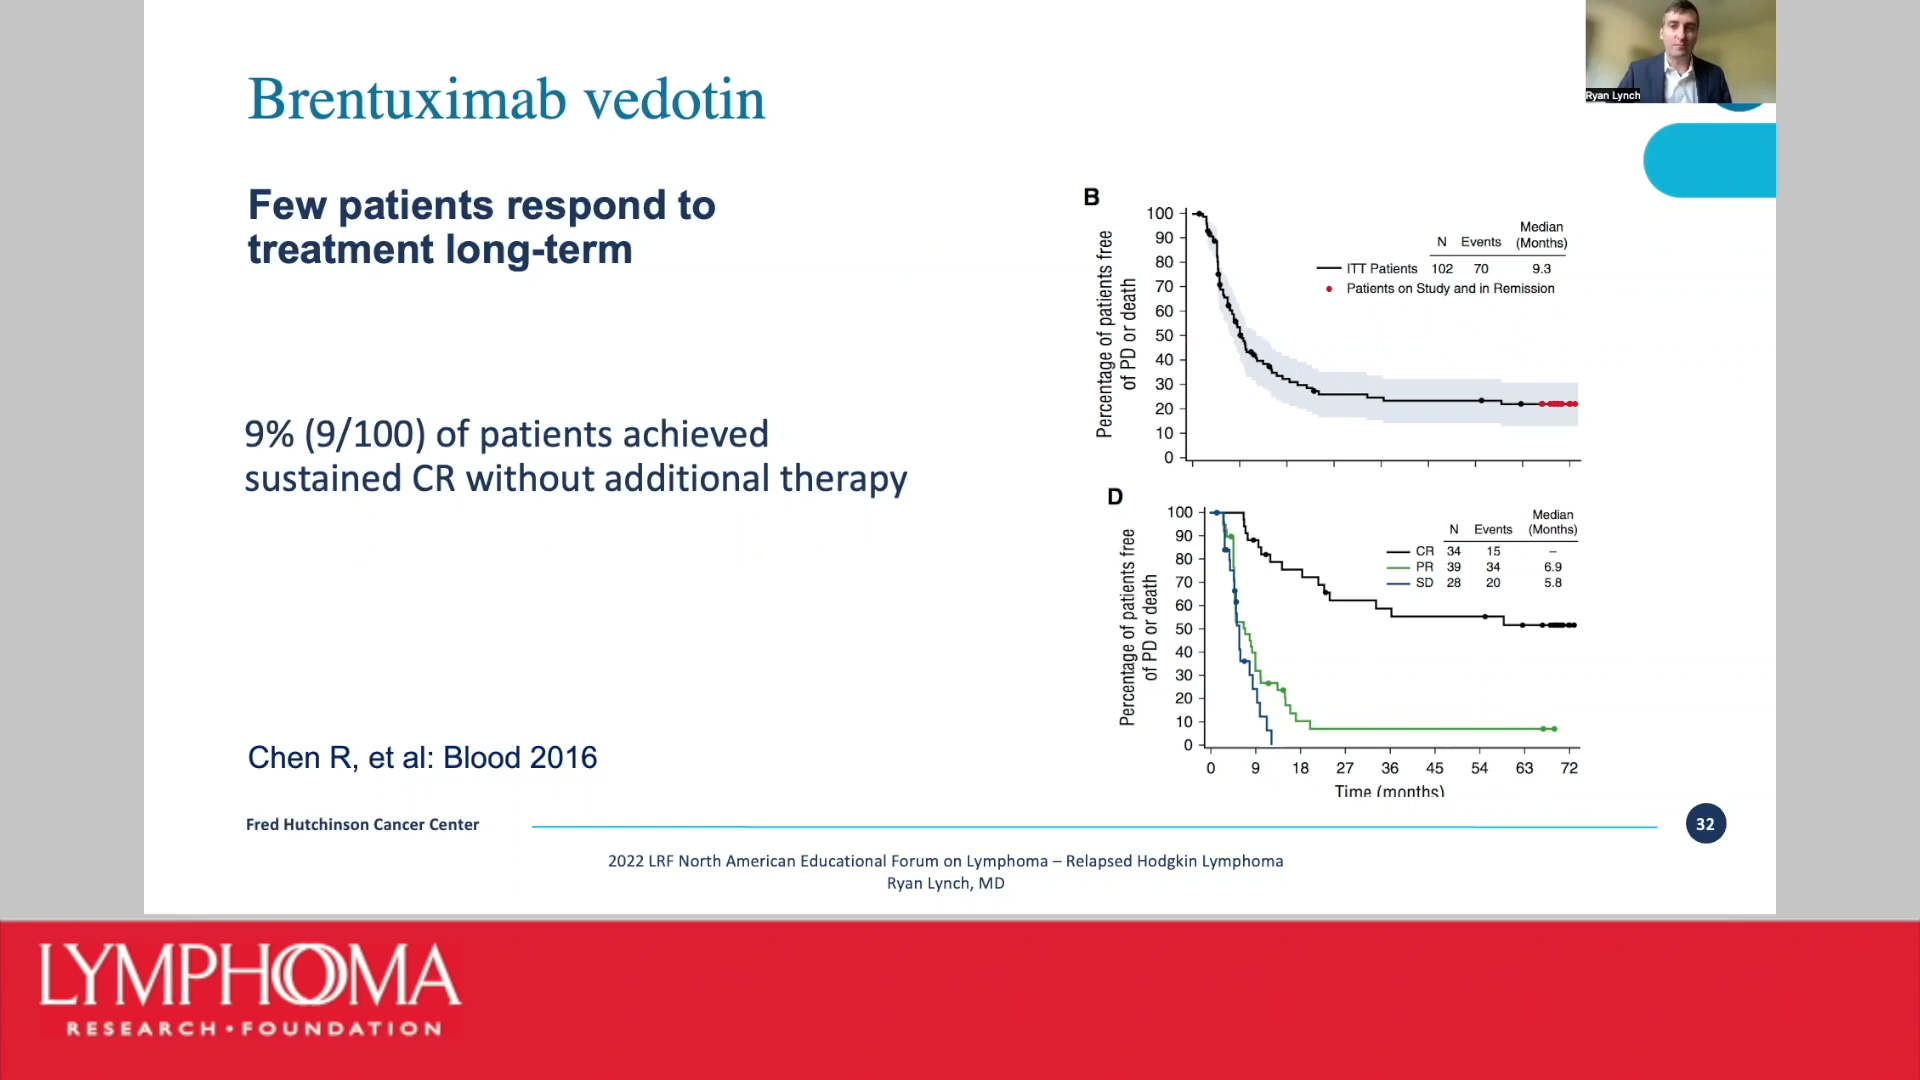 Ryan Lynch
Brentuximab vedotin
Few patients respond to
treatment long-term
9% (9/100) of patients achieved
sustained CR without additional therapy
Chen R, et al: Blood 2016
B
Percentage of patients free
of PD or death
100
90
80
70
60
50
40
30
20
10
0
Median
N Events (Months)
ITT Patients 102 70 9.3
Patients on Study and in Remission
D
Percentage of patients free
of PD or death
100
90
80
70
60
50
40
30
20
10
0
Median
N Events (Months)
CR 34 15 –
PR 39 34 6.9
SD 28 20 5.8
0 9 18 27 36 45 54 63 72
Time (months)
Fred Hutchinson Cancer Center
32
2022 LRF North American Educational Forum on Lymphoma – Relapsed Hodgkin Lymphoma
Ryan Lynch, MD
LYMPHOMA
RESEARCH • FOUNDATION